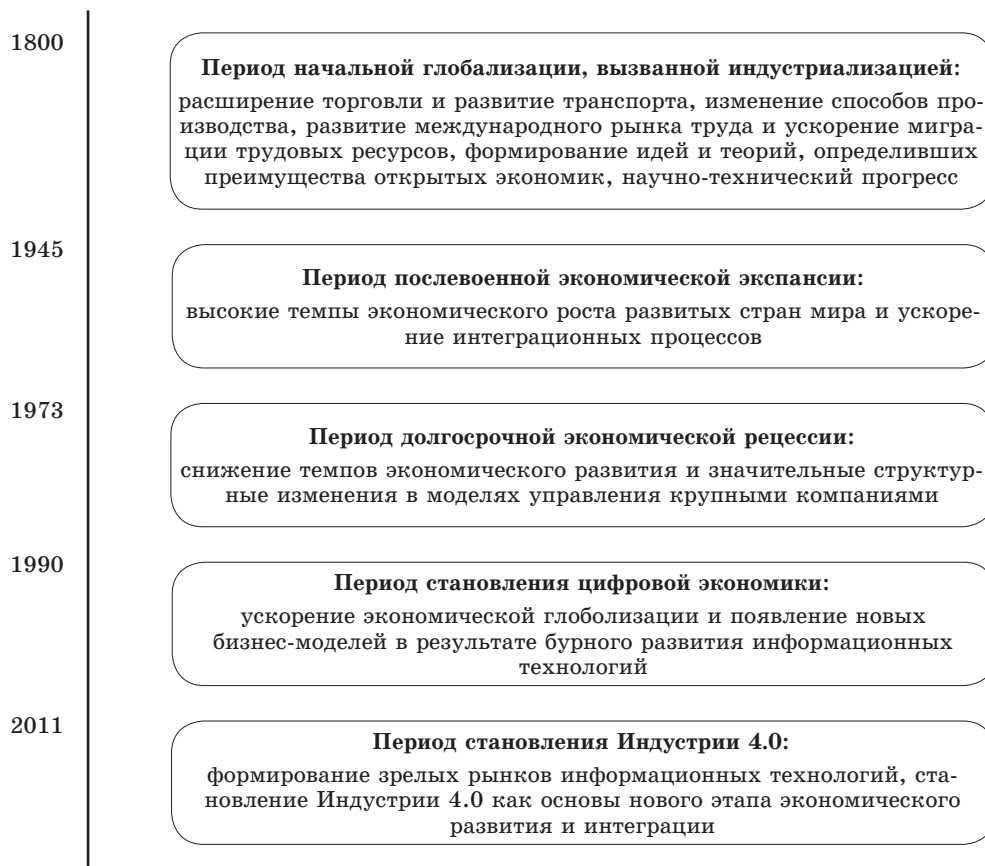 1800
Период начальной глобализации, вызванной индустриализацией:
расширение торговли и развитие транспорта, изменение способов про-
изводства, развитие международного рынка труда и ускорение мигра-
ции трудовых ресурсов, формирование идей и теорий, определивших
преимущества открытых экономик, научно-технический прогресс
1945
Период послевоенной экономической экспансии:
высокие темпы экономического роста развитых стран мира и ускоре-
ние интеграционных процессов
1973
Период долгосрочной экономической рецессии:
снижение темпов экономического развития и значительные структур-
ные изменения в моделях управления крупными компаниями
1990
Период становления цифровой экономики:
ускорение экономической глоболизации и появление новых
бизнес-моделей в результате бурного развития информационных
технологий
2011
Период становления Индустрии 4.0:
формирование зрелых рынков информационных технологий, ста-
новление Индустрии 4.0 как основы нового этапа экономического
развития и интеграции